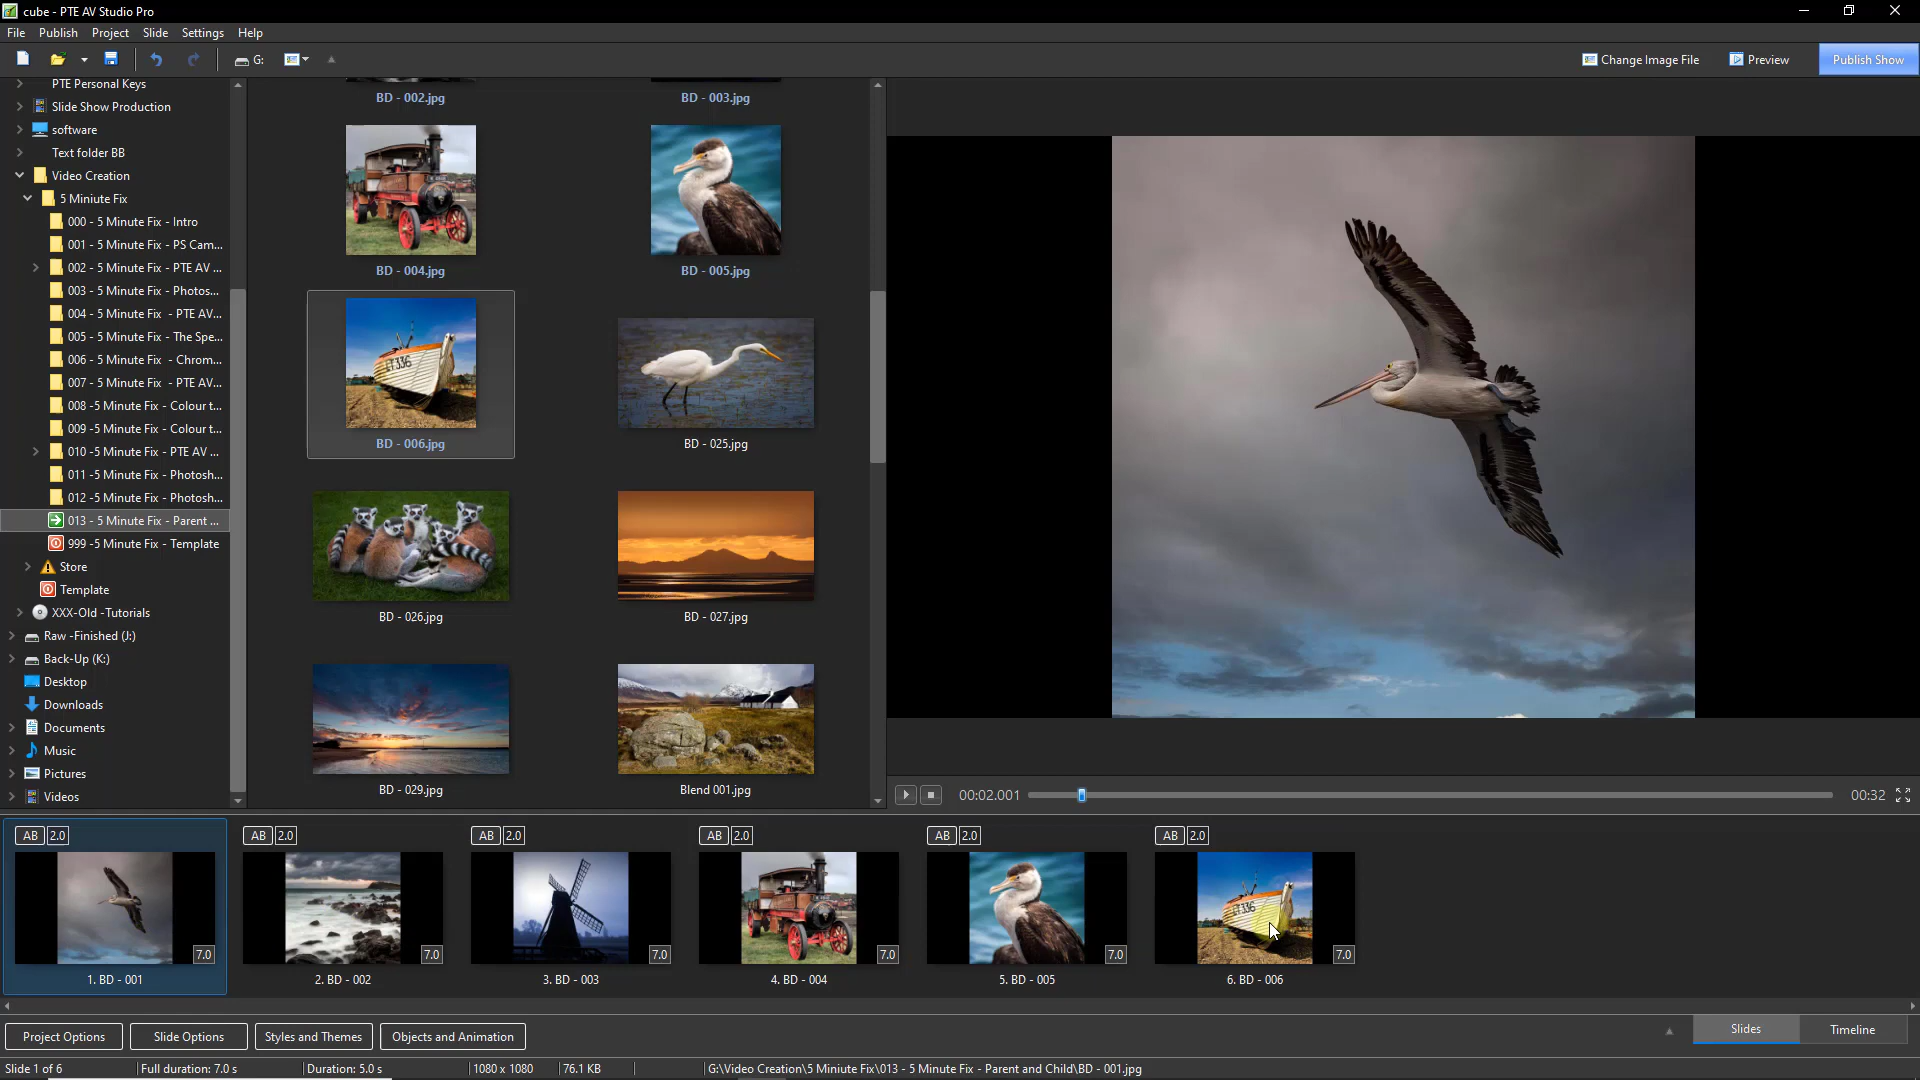 cube - PTE AV Studio Pro
File Publish Project Slide Settings Help
G: Change Image File Preview Publish Show
PTE Personal Keys
Slide Show Production
software
Text folder BB
Video Creation
5 Miniute Fix
000 - 5 Minute Fix - Intro
001 - 5 Minute Fix - PS Cam...
002 - 5 Minute Fix - PTE AV ...
003 - 5 Minute Fix - Photos...
004 - 5 Minute Fix - PTE AV...
005 - 5 Minute Fix - The Spe...
006 - 5 Minute Fix - Chrom...
007 - 5 Minute Fix - PTE AV...
008 -5 Minute Fix - Colour t...
009 -5 Minute Fix - Colour t...
010 -5 Minute Fix - PTE AV ...
011 -5 Minute Fix - Photosh...
012 -5 Minute Fix - Photosh...
013 - 5 Minute Fix - Parent ...
999 -5 Minute Fix - Template
Store
Template
XXX-Old -Tutorials
Raw -Finished (J:)
Back-Up (K:)
Desktop
Downloads
Documents
Music
Pictures
Videos
BD - 002.jpg BD - 003.jpg
BD - 004.jpg BD - 005.jpg
LT336
BD - 006.jpg BD - 025.jpg
BD - 026.jpg BD - 027.jpg
BD - 029.jpg Blend 001.jpg
00:02.001 00:32
AB 2.0 AB 2.0 AB 2.0 AB 2.0 AB 2.0 AB 2.0
LT336
7.0 7.0 7.0 7.0 7.0 7.0
1. BD - 001 2. BD - 002 3. BD - 003 4. BD - 004 5. BD - 005 6. BD - 006
Project Options Slide Options Styles and Themes Objects and Animation Slides Timeline
Slide 1 of 6 Full duration: 7.0 s Duration: 5.0 s 1080 x 1080 76.1 KB G:\Video Creation\5 Miniute Fix\013 - 5 Minute Fix - Parent and Child\BD - 001.jpg